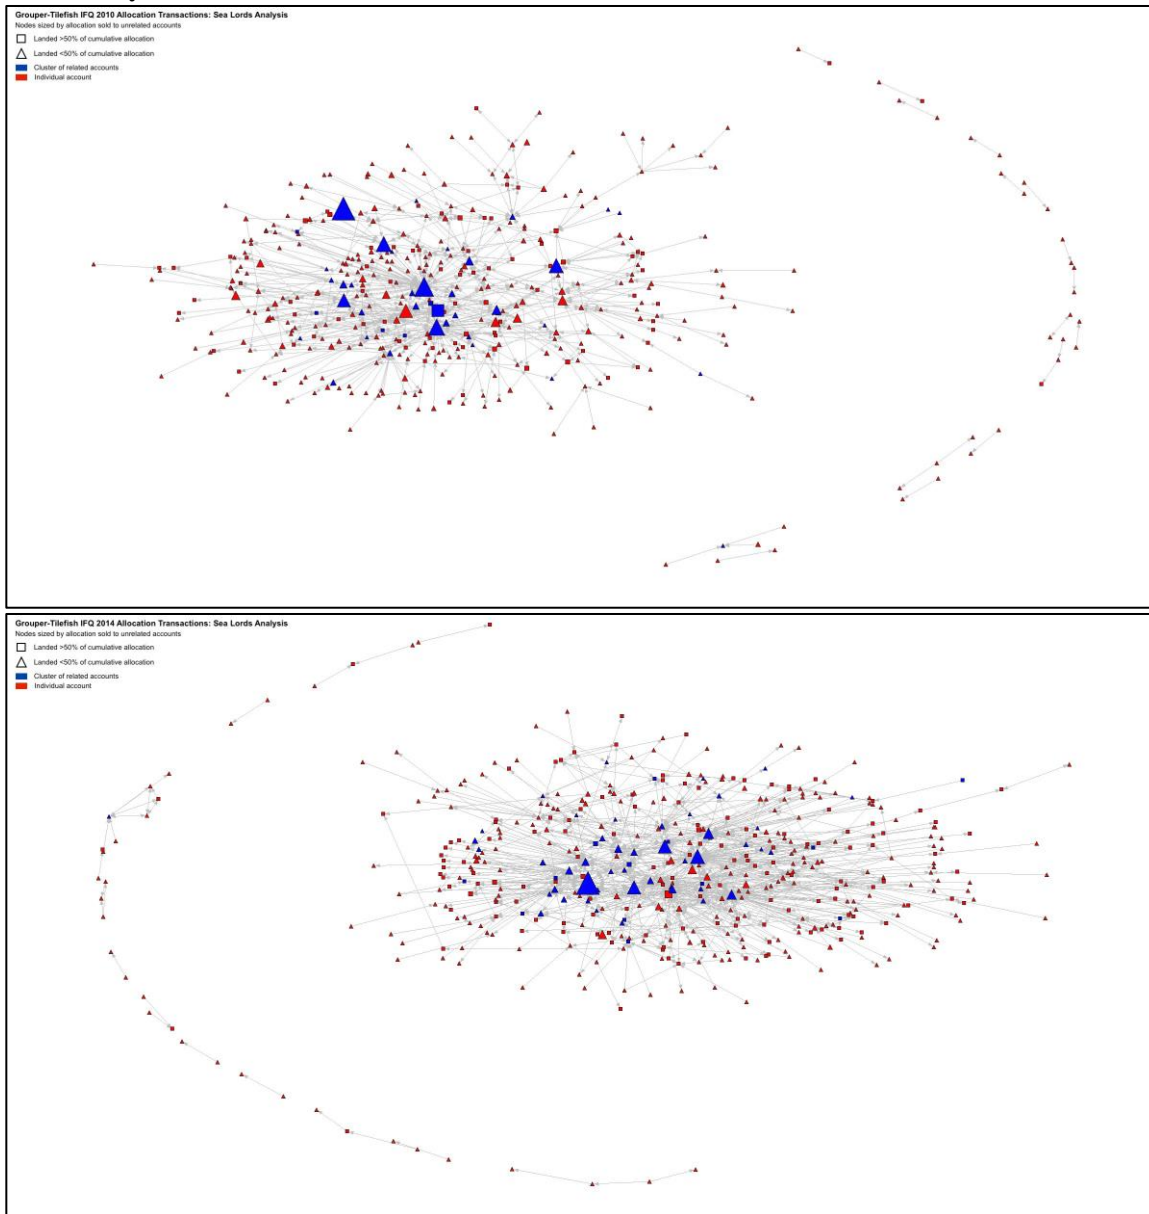 Grouper-Tilefish IFQ 2010 Allocation Transactions: Sea Lords Analysis
Nodes sized by allocation sold to unrelated accounts
Landed >50% of cumulative allocation
Landed <50% of cumulative allocation
Cluster of related accounts
Individual account
Grouper-Tilefish IFQ 2014 Allocation Transactions: Sea Lords Analysis
Nodes sized by allocation sold to unrelated accounts
Landed >50% of cumulative allocation
Landed <50% of cumulative allocation
Cluster of related accounts
Individual account